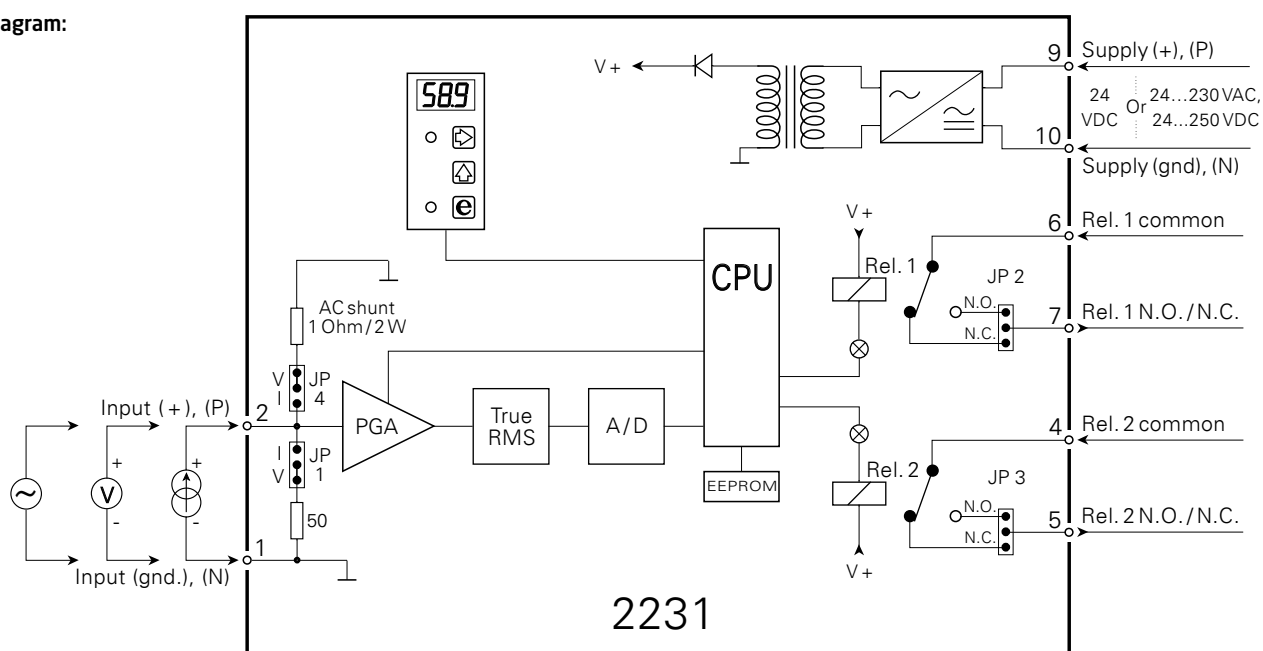 agram:
V+
9
Supply (+), (P)
24 VDC
Or
24...230 VAC, 24...250 VDC
10
Supply (gnd), (N)
58.9
e
V+
6
Rel. 1 common
Rel. 1
JP 2
N.O.
N.C.
7
Rel. 1 N.O. / N.C.
CPU
AC shunt
1 Ohm / 2 W
V
I
JP 4
Input (+), (P)
2
PGA
True RMS
A/D
I
V
JP 1
50
EEPROM
+
V
-
+
-
1
Input (gnd.), (N)
4
Rel. 2 common
Rel. 2
JP 3
N.O.
N.C.
5
Rel. 2 N.O. / N.C.
V+
2231